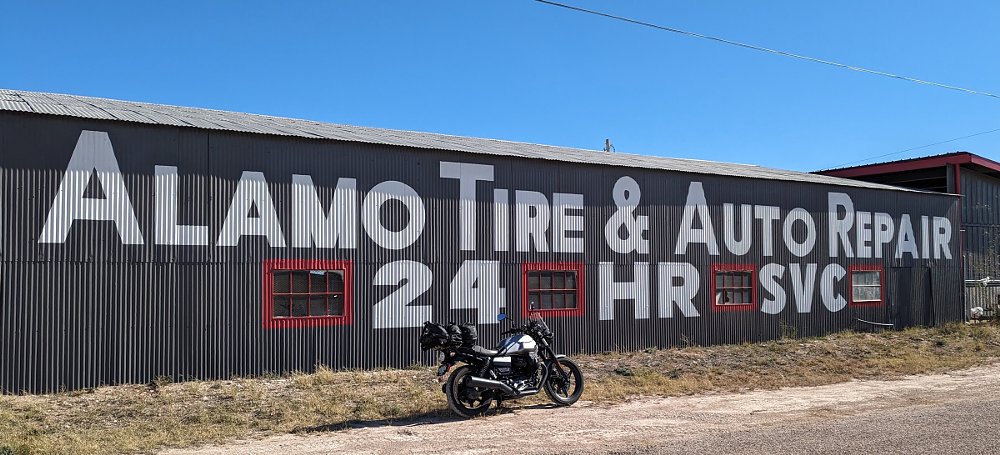 ALAMO TIRE & AUTO REPAIR
24 HR SVC